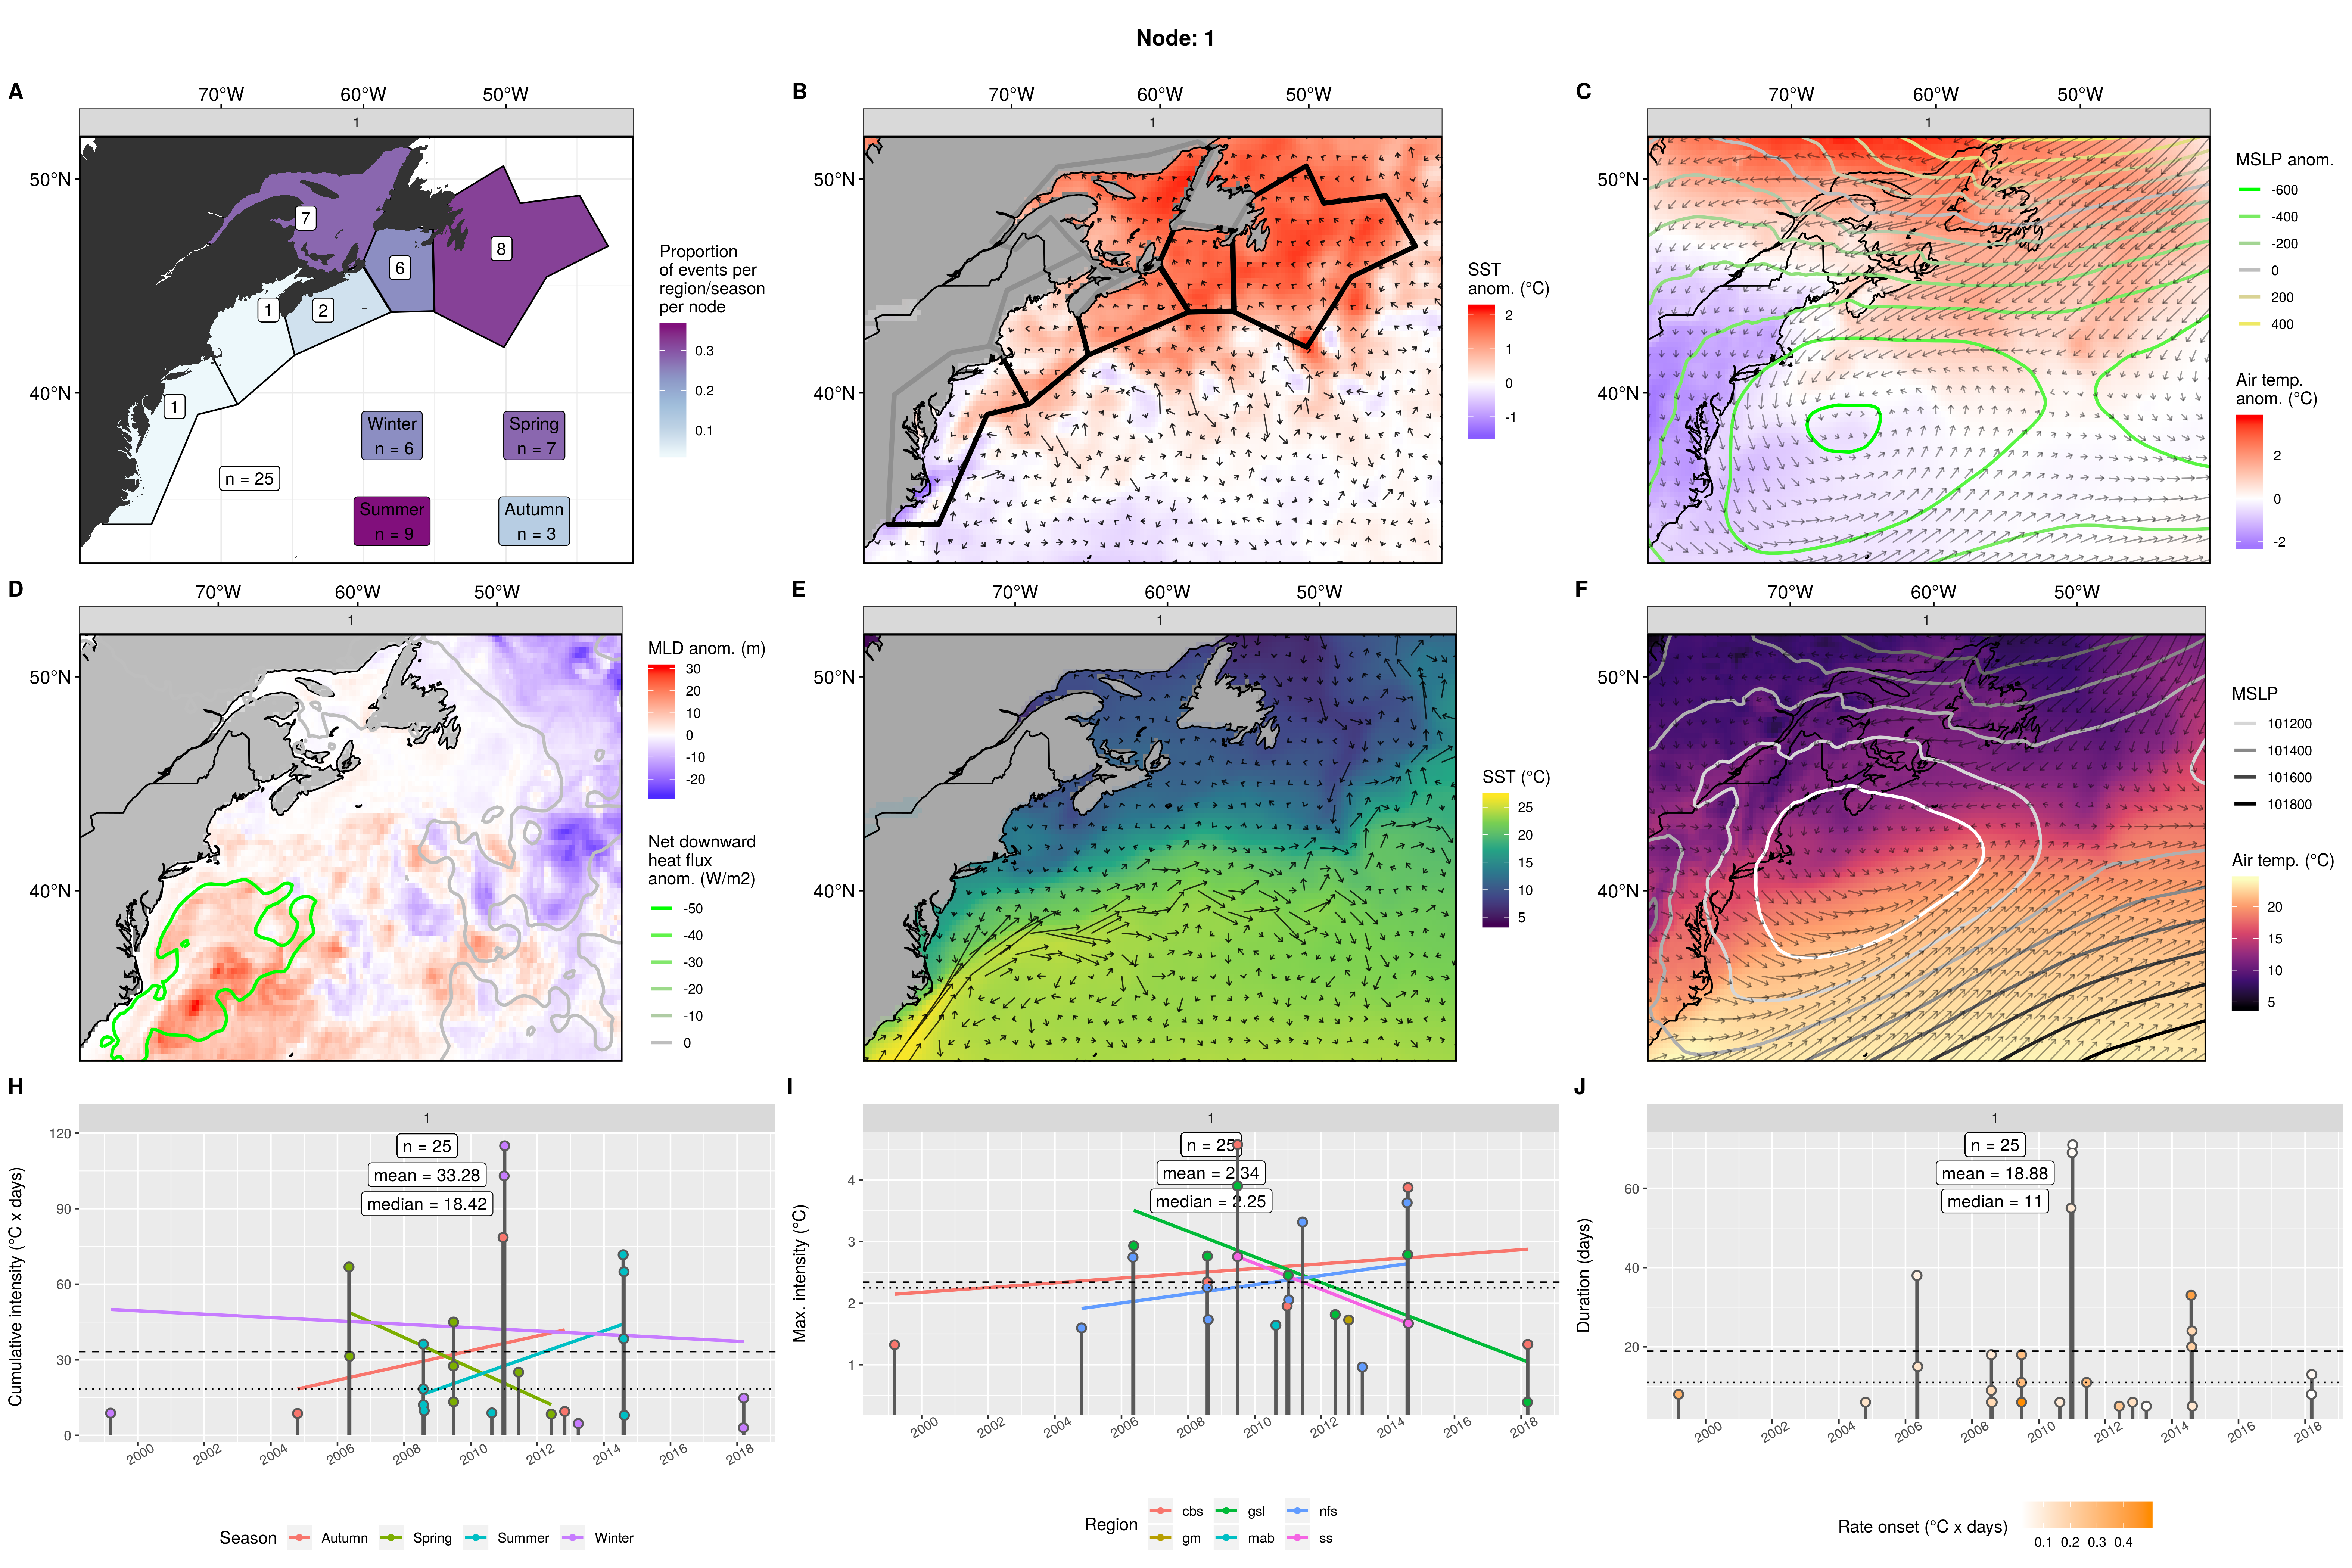 Node: 1
A
70°W 60°W 50°W
1
50°N
40°N
7
8
6
1
2
1
n = 25
Winter
n = 6
Spring
n = 7
Summer
n = 9
Autumn
n = 3
Proportion
of events per
region/season
per node
0.3
0.2
0.1
B
70°W 60°W 50°W
1
50°N
40°N
SST
anom. (°C)
2
1
0
-1
C
70°W 60°W 50°W
1
50°N
40°N
MSLP anom.
-600
-400
-200
0
200
400
Air temp.
anom. (°C)
2
0
-2
D
70°W 60°W 50°W
1
50°N
40°N
MLD anom. (m)
30
20
10
0
-10
-20
Net downward
heat flux
anom. (W/m2)
-50
-40
-30
-20
-10
0
E
70°W 60°W 50°W
1
50°N
40°N
SST (°C)
25
20
15
10
5
F
70°W 60°W 50°W
1
50°N
40°N
MSLP
101200
101400
101600
101800
Air temp. (°C)
20
15
10
5
H
1
Cumulative intensity (°C x days)
120
90
60
30
0
n = 25
mean = 33.28
median = 18.42
2000 2002 2004 2006 2008 2010 2012 2014 2016 2018
Season Autumn Spring Summer Winter
I
1
Max. intensity (°C)
4
3
2
1
n = 25
mean = 2.34
median = 2.25
2000 2002 2004 2006 2008 2010 2012 2014 2016 2018
Region cbs gsl nfs
gm mab ss
J
1
Duration (days)
60
40
20
n = 25
mean = 18.88
median = 11
2000 2002 2004 2006 2008 2010 2012 2014 2016 2018
Rate onset (°C x days)
0.1 0.2 0.3 0.4